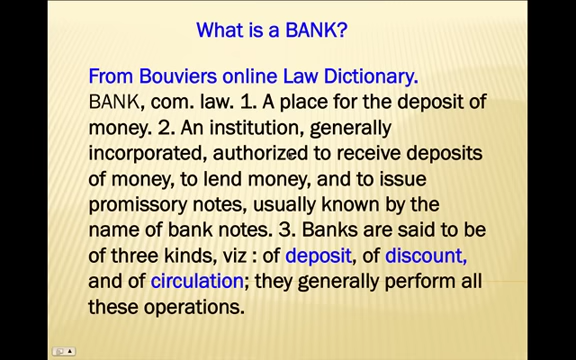 What is a BANK?
From Bouviers online Law Dictionary.
BANK, com. law. 1. A place for the deposit of
money. 2. An institution, generally
incorporated, authorized to receive deposits
of money, to lend money, and to issue
promissory notes, usually known by the
name of bank notes. 3. Banks are said to be
of three kinds, viz : of deposit, of discount,
and of circulation; they generally perform all
these operations.